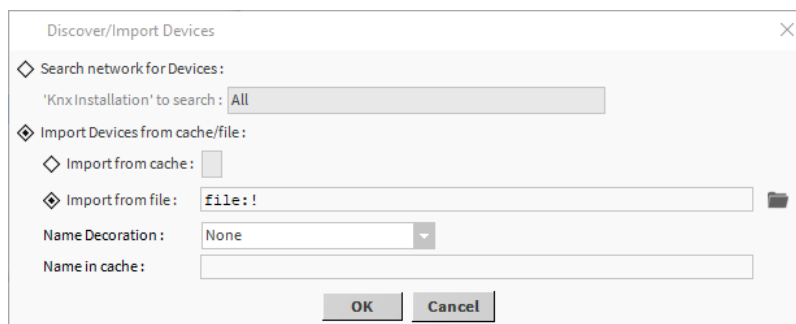 Discover/Import Devices
Search network for Devices :
'Knx Installation' to search : All
Import Devices from cache/file :
Import from cache :
Import from file : file:!
Name Decoration : None
Name in cache :
OK Cancel